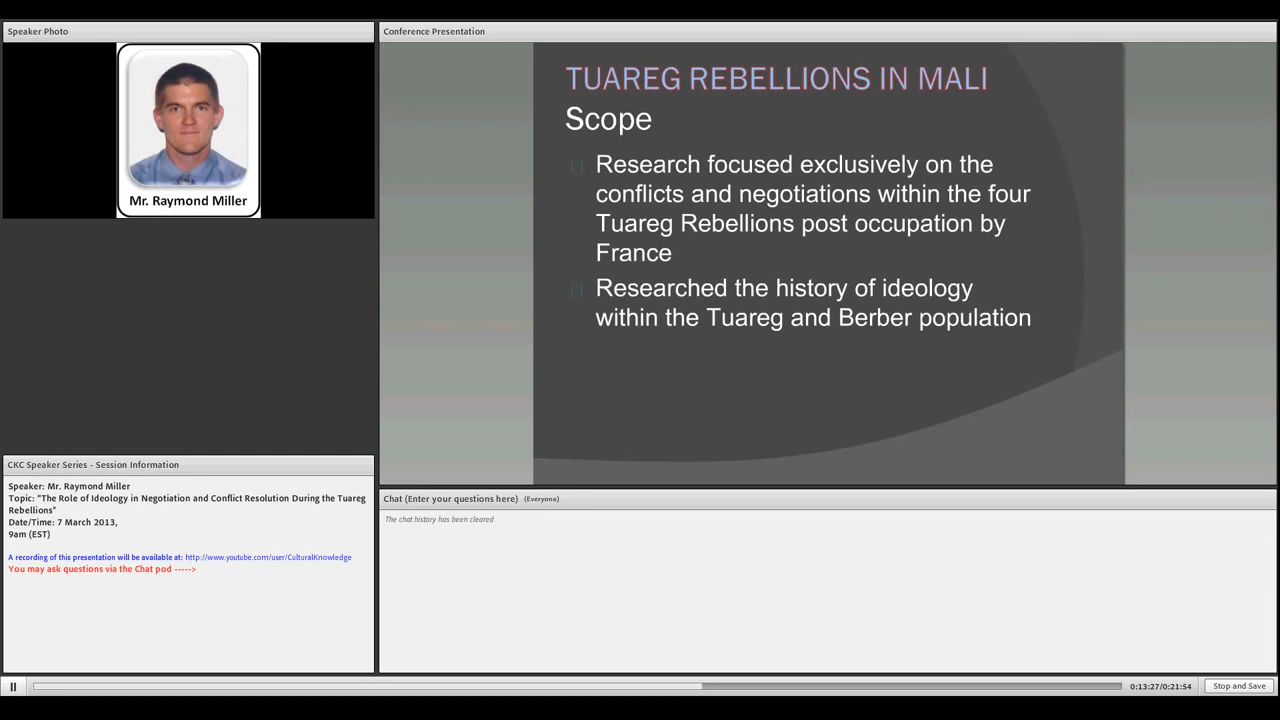 Speaker Photo
Mr. Raymond Miller
Conference Presentation
TUAREG REBELLIONS IN MALI
Scope
Research focused exclusively on the
conflicts and negotiations within the four
Tuareg Rebellions post occupation by
France
Researched the history of ideology
within the Tuareg and Berber population
CKC Speaker Series - Session Information
Speaker: Mr. Raymond Miller
Topic: "The Role of Ideology in Negotiation and Conflict Resolution During the Tuareg
Rebellions"
Date/Time: 7 March 2013,
9am (EST)
A recording of this presentation will be available at: http://www.youtube.com/user/CulturalKnowledge
You may ask questions via the Chat pod ----->
Chat (Enter your questions here) (Everyone)
The chat history has been cleared
0:13:27/0:21:54
Stop and Save